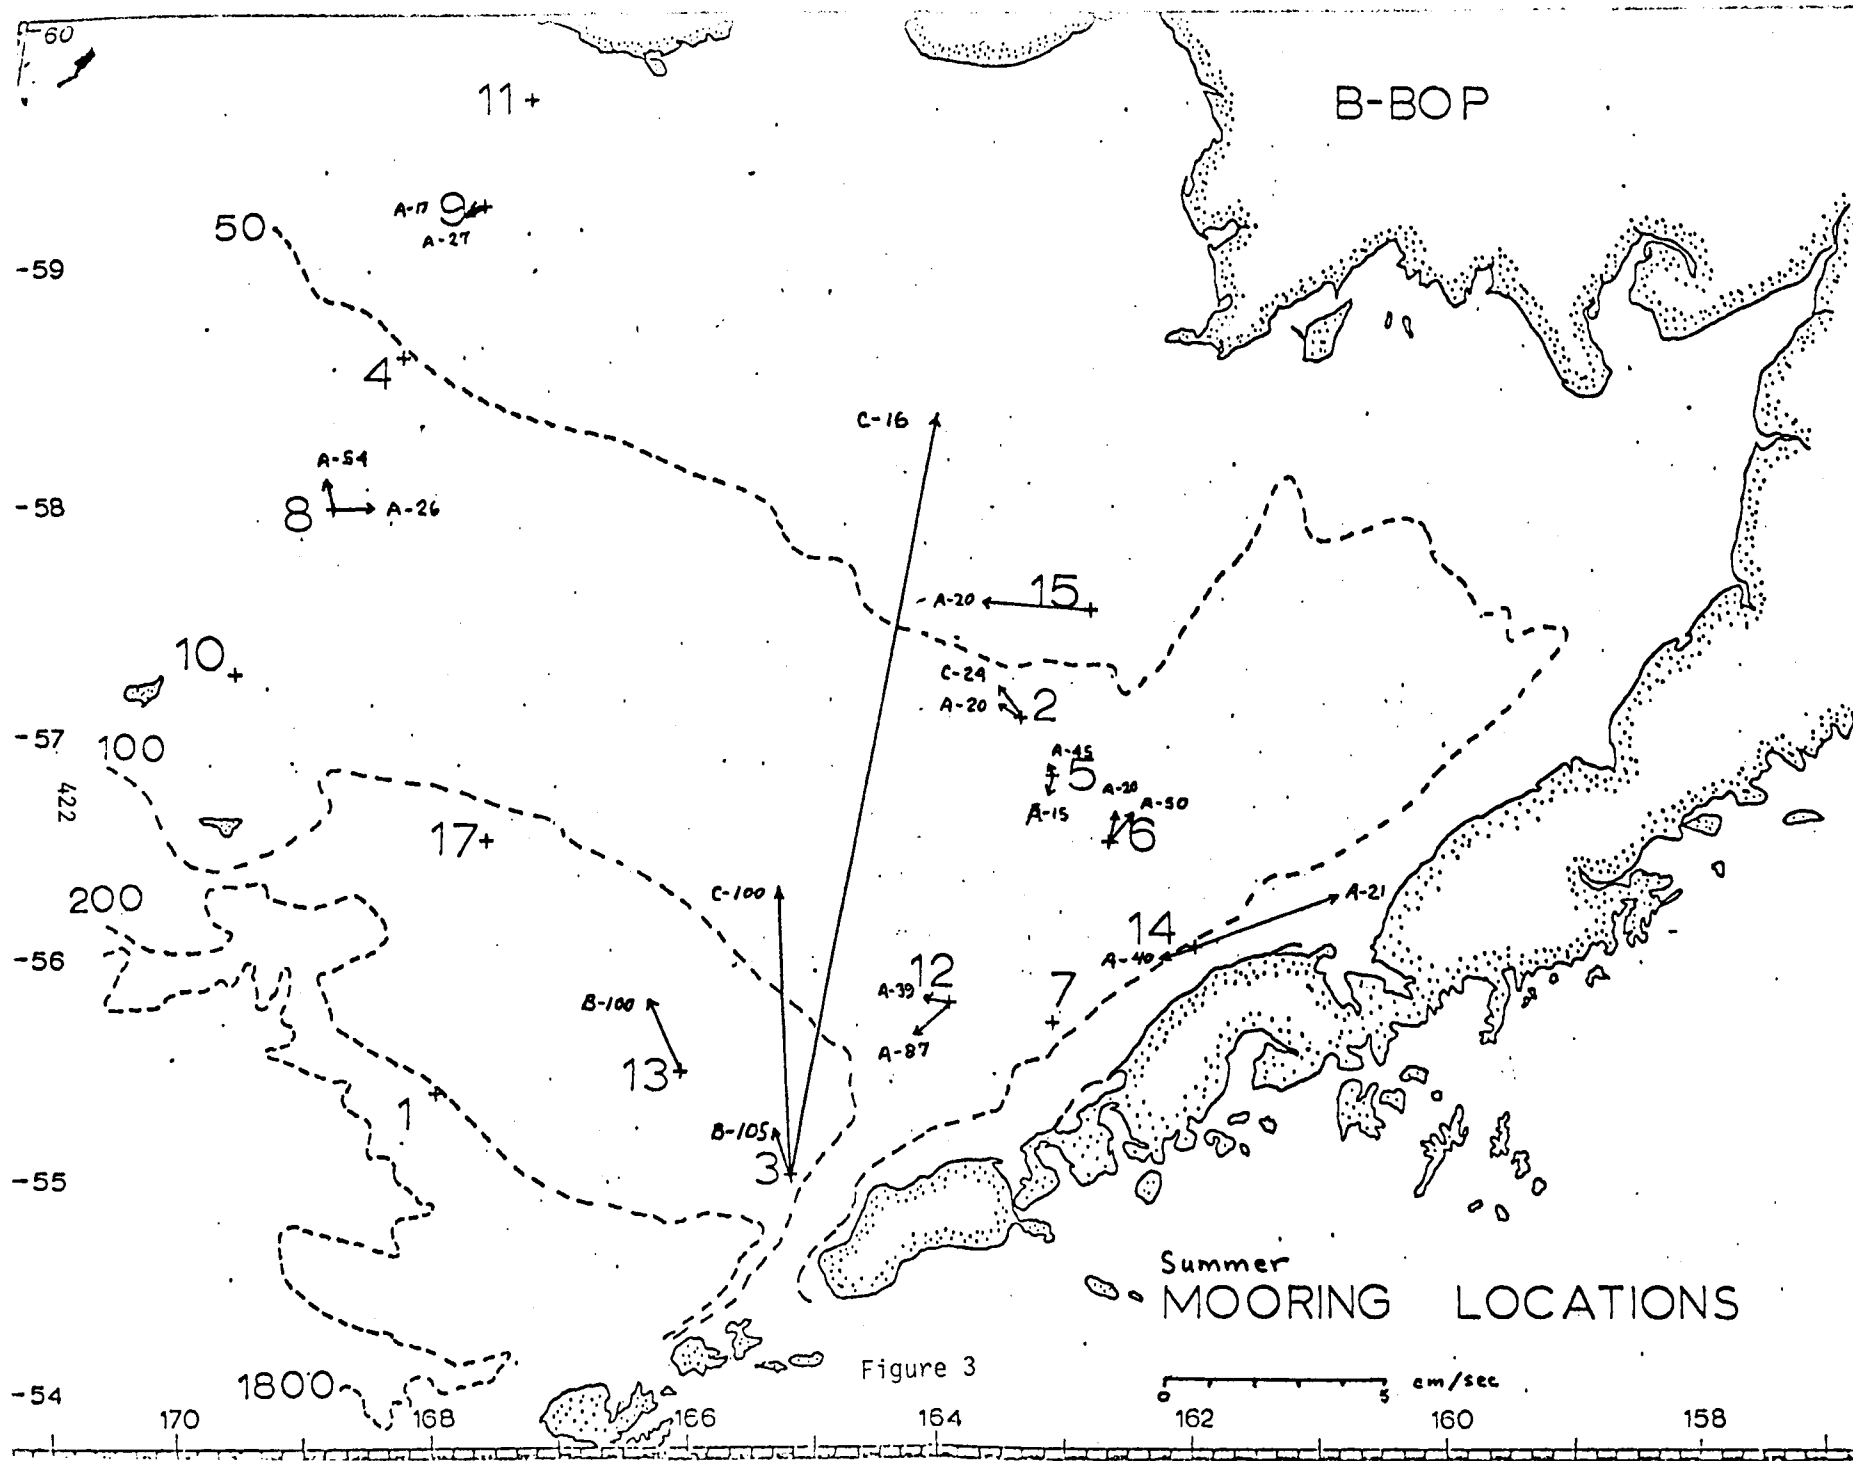 60
11
B-BOP
A-17 9
A-27
50
-59
4
C-16
A-54
-58
8
A-26
15
A-20
10
C-24
A-20
2
-57
100
A-45
5
A-20
A-50
B-15
6
422
17
200
C-100
A-21
14
-56
A-40
12
7
A-39
B-100
A-87
13
1
B-105
3
-55
Summer
MOORING LOCATIONS
Figure 3
1800
-54
0 5 cm/sec
170 168 166 164 162 160 158